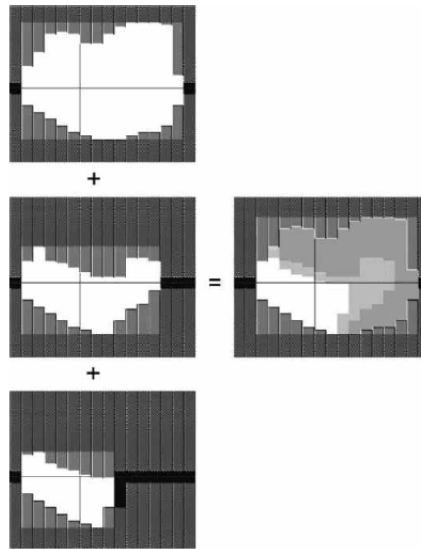 +
=
+